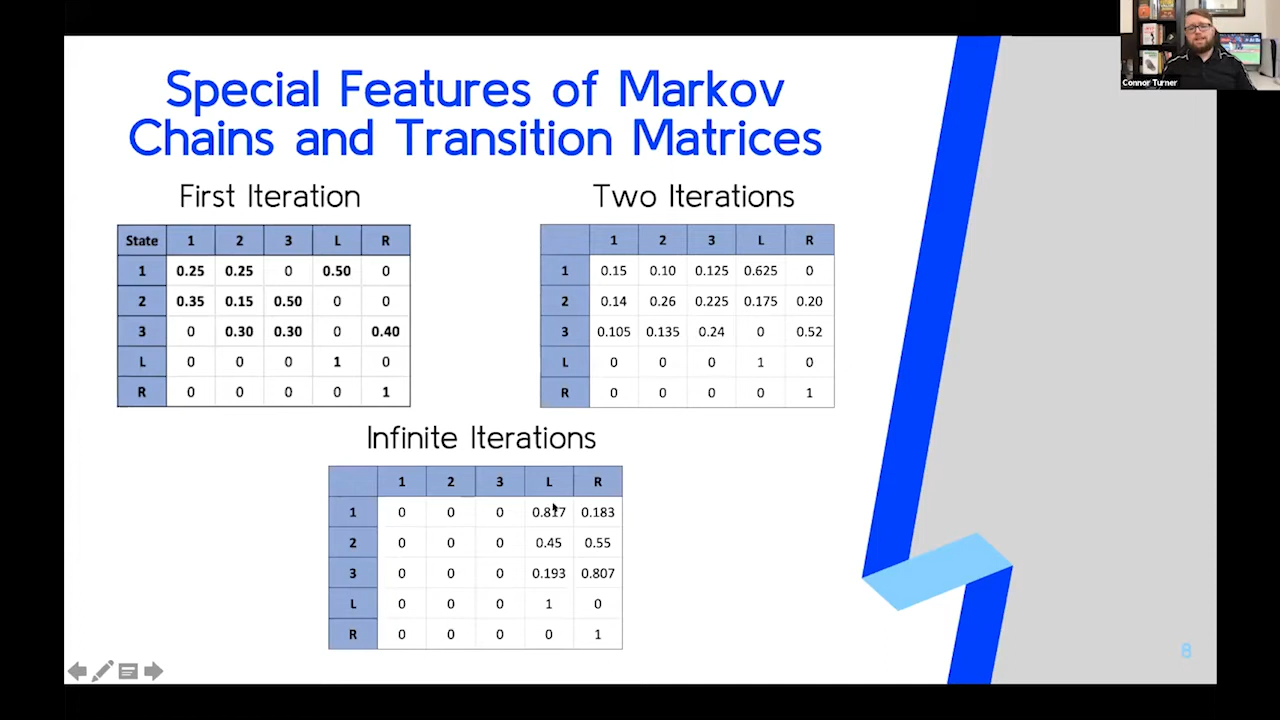 Connor Turner
Special Features of Markov
Chains and Transition Matrices
First Iteration
State 1 2 3 L R
1 0.25 0.25 0 0.50 0
2 0.35 0.15 0.50 0 0
3 0 0.30 0.30 0 0.40
L 0 0 0 1 0
R 0 0 0 0 1
Two Iterations
1 2 3 L R
1 0.15 0.10 0.125 0.625 0
2 0.14 0.26 0.225 0.175 0.20
3 0.105 0.135 0.24 0 0.52
L 0 0 0 1 0
R 0 0 0 0 1
Infinite Iterations
1 2 3 L R
1 0 0 0 0.817 0.183
2 0 0 0 0.45 0.55
3 0 0 0 0.193 0.807
L 0 0 0 1 0
R 0 0 0 0 1
8